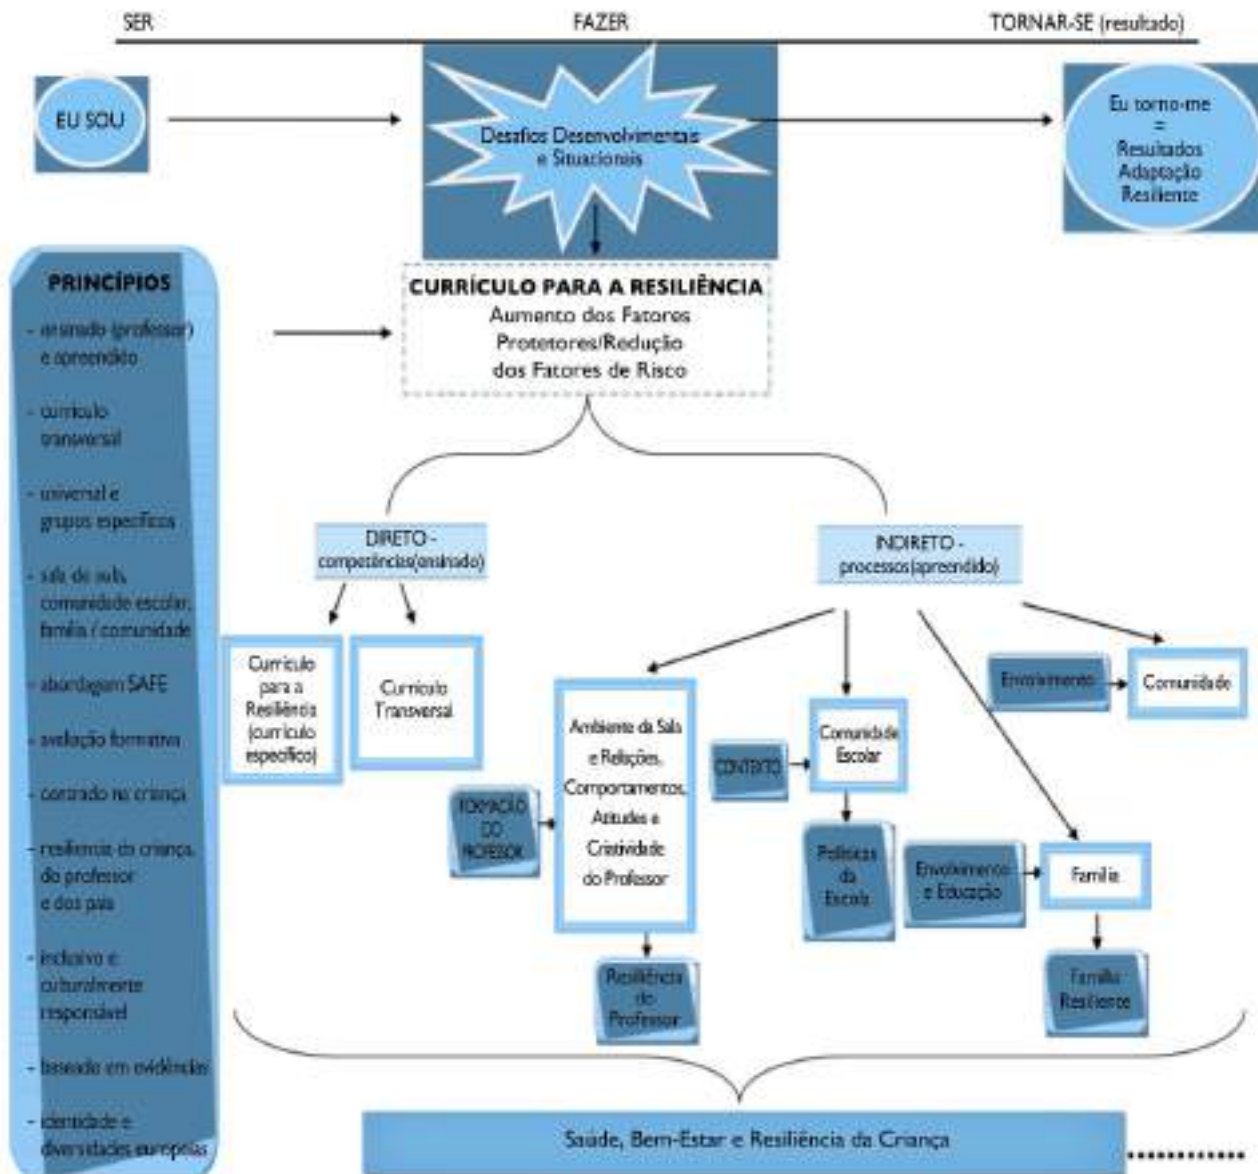 SER
FAZER
TORNAR-SE (resultado)
EU SOU
Desafios Desenvolvimentais
e Situacionais
Eu torno-me
=
Resultados
Adaptação
Resiliente
PRINCÍPIOS
- ensinado (professor)
e apreendido
- currículo
transversal
- universal e
grupos específicos
- sala de aula,
comunidade escolar,
família / comunidade
- abordagem SAFE
- avaliação formativa
- centrado na criança
- resiliência da criança,
do professor
e dos pais
- inclusivo e
culturalmente
responsável
- baseado em evidências
- identidade e
diversidades europeias
CURRÍCULO PARA A RESILIÊNCIA
Aumento dos Fatores
Protetores/Redução
dos Fatores de Risco
DIRETO -
competências(ensinado)
INDIRETO -
processos(apreendido)
Currículo
para a
Resiliência
(currículo
específico)
Currículo
Transversal
FORMAÇÃO
DO
PROFESSOR
Ambiente da Sala
e Relações,
Comportamentos,
Atitudes e
Criatividade
do Professor
Resiliência
do
Professor
CONTEXTO
Comunidade
Escolar
Políticas
da
Escola
Envolvimento
Comunidade
Envolvimento
e Educação
Família
Família
Resiliente
Saúde, Bem-Estar e Resiliência da Criança